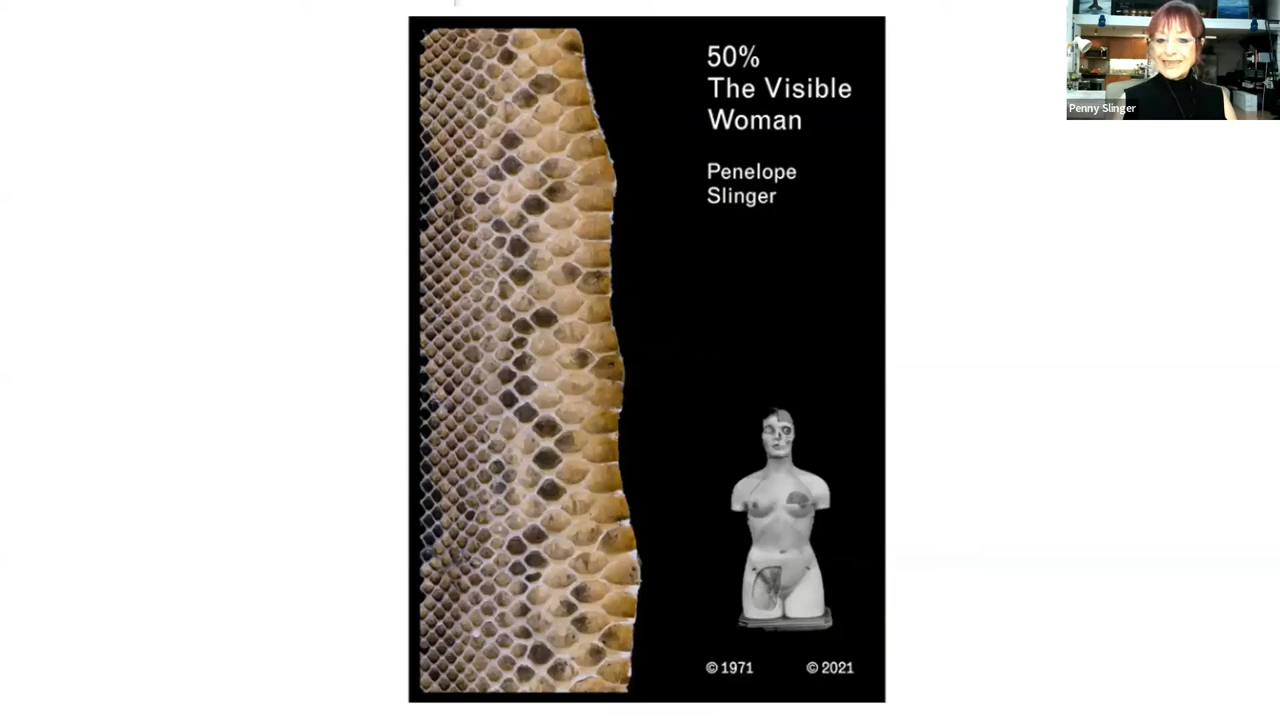 50%
The Visible
Woman
Penelope
Slinger
© 1971 © 2021
Penny Slinger